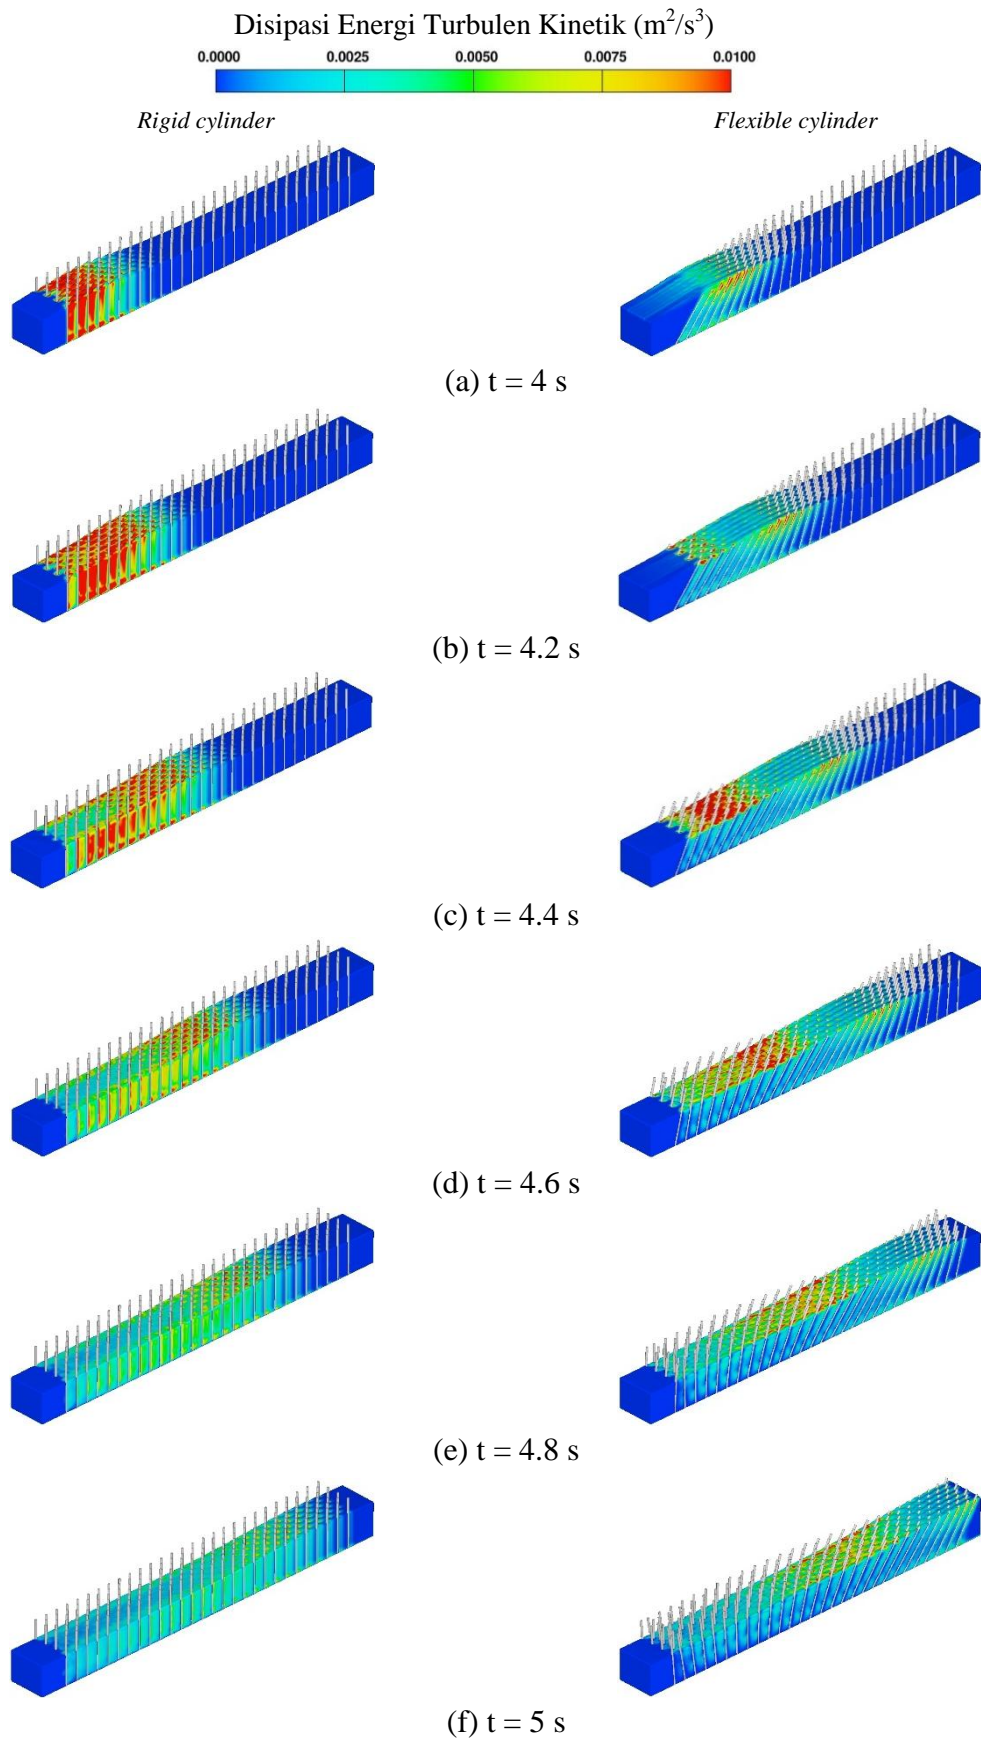 Disipasi Energi Turbulen Kinetik (m²/s³)
0.0000 0.0025 0.0050 0.0075 0.0100
Rigid cylinder Flexible cylinder
(a) t = 4 s
(b) t = 4.2 s
(c) t = 4.4 s
(d) t = 4.6 s
(e) t = 4.8 s
(f) t = 5 s